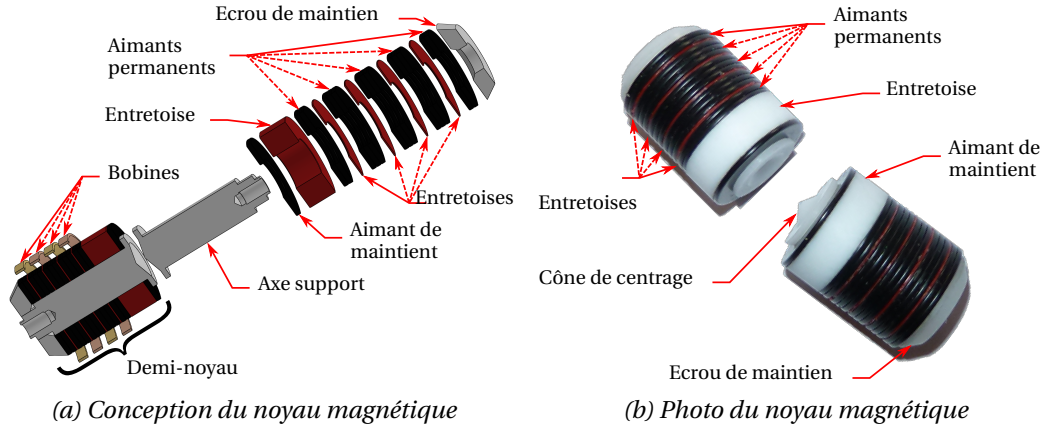 Ecrou de maintien
Aimants
permanents
Entretoise
Bobines
Entretoises
Aimant de
maintient
Axe support
Demi-noyau
(a) Conception du noyau magnétique
Aimants
permanents
Entretoise
Aimant de
maintient
Entretoises
Cône de centrage
Ecrou de maintien
(b) Photo du noyau magnétique